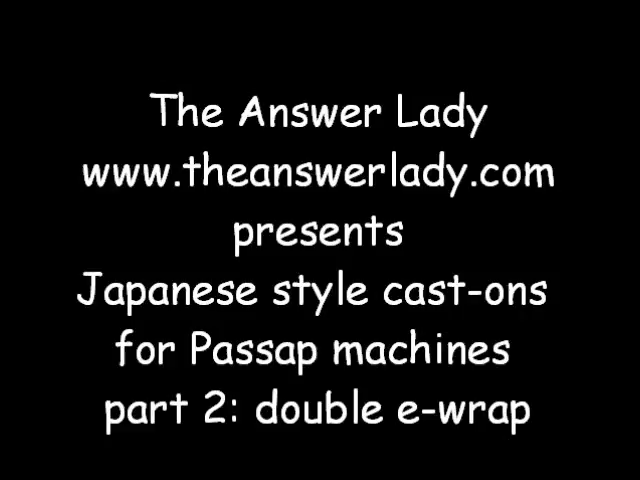 The Answer Lady
www.theanswerlady.com
presents
Japanese style cast-ons
for Passap machines
part 2: double e-wrap